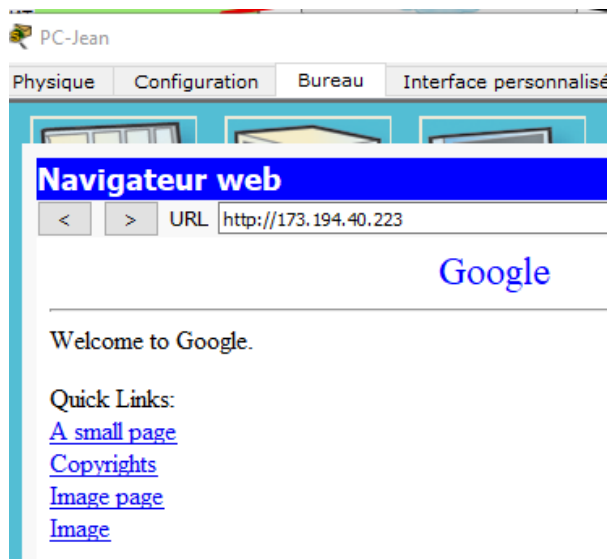 PC-Jean
Physique Configuration Bureau Interface personnalisé
Navigateur web
< > URL http://173.194.40.223
Google
Welcome to Google.
Quick Links:
A small page
Copyrights
Image page
Image